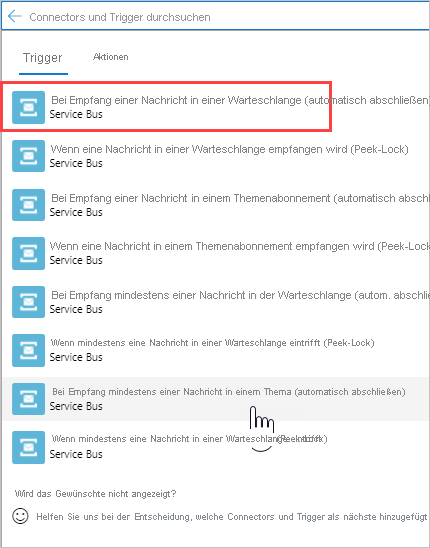 Connectors und Trigger durchsuchen
Trigger
Aktionen
Bei Empfang einer Nachricht in einer Warteschlange (automatisch abschließen)
Service Bus
Wenn eine Nachricht in einer Warteschlange empfangen wird (Peek-Lock)
Service Bus
Bei Empfang einer Nachricht in einem Themenabonnement (automatisch abschl
Service Bus
Wenn eine Nachricht in einem Themenabonnement empfangen wird (Peek-Lock)
Service Bus
Bei Empfang mindestens einer Nachricht in der Warteschlange (autom. abschlie
Service Bus
Wenn mindestens eine Nachricht in einer Warteschlange eintrifft (Peek-Lock)
Service Bus
Bei Empfang mindestens einer Nachricht in einem Thema (automatisch abschließen)
Service Bus
Wenn mindestens eine Nachricht in einer Warteschlange
Service Bus
Wird das Gewünschte nicht angezeigt?
Helfen Sie uns bei der Entscheidung, welche Connectors und Trigger als nächste hinzugefügt